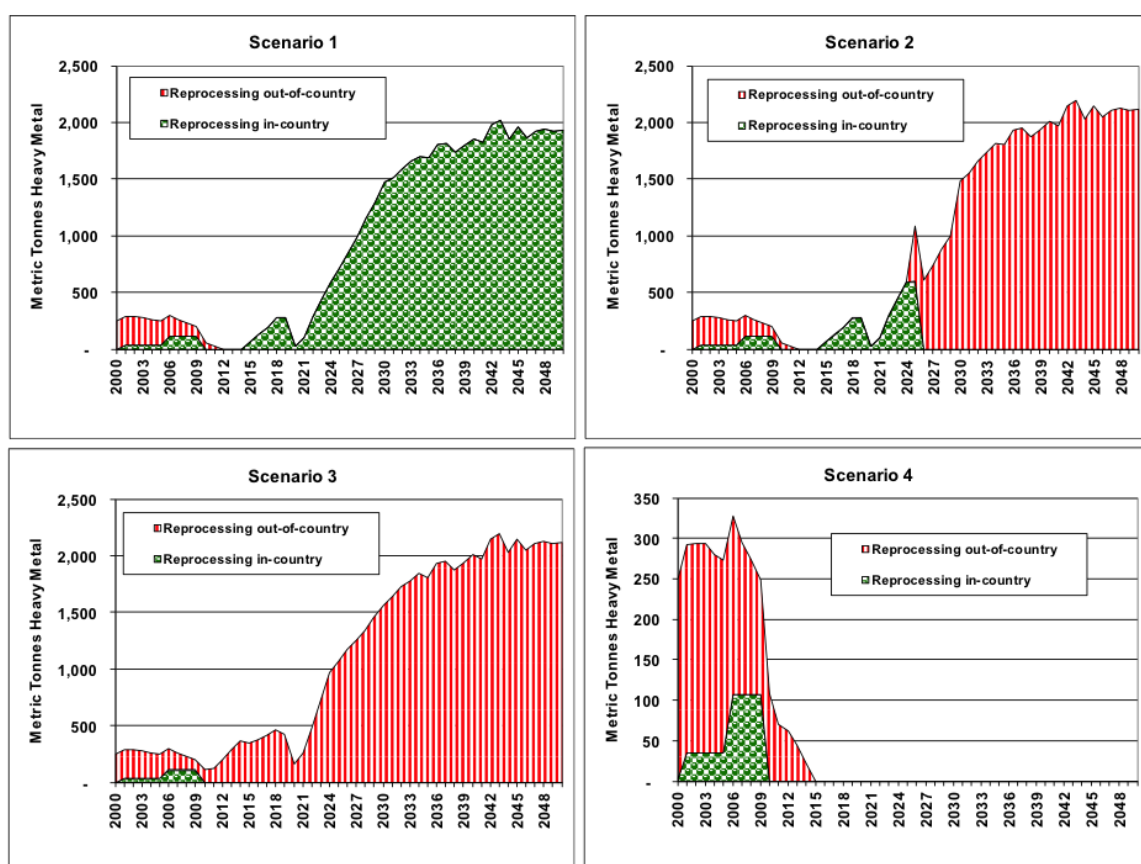 Scenario 1
2,500
2,000
1,500
1,000
500
-
Metric Tonnes Heavy Metal
Reprocessing out-of-country
Reprocessing in-country
2000 2003 2006 2009 2012 2015 2018 2021 2024 2027 2030 2033 2036 2039 2042 2045 2048
Scenario 2
2,500
2,000
1,500
1,000
500
-
Metric Tonnes Heavy Metal
Reprocessing out-of-country
Reprocessing in-country
2000 2003 2006 2009 2012 2015 2018 2021 2024 2027 2030 2033 2036 2039 2042 2045 2048
Scenario 3
2,500
2,000
1,500
1,000
500
-
Metric Tonnes Heavy Metal
Reprocessing out-of-country
Reprocessing in-country
2000 2003 2006 2009 2012 2015 2018 2021 2024 2027 2030 2033 2036 2039 2042 2045 2048
Scenario 4
350
300
250
200
150
100
50
-
Metric Tonnes Heavy Metal
Reprocessing out-of-country
Reprocessing in-country
2000 2003 2006 2009 2012 2015 2018 2021 2024 2027 2030 2033 2036 2039 2042 2045 2048